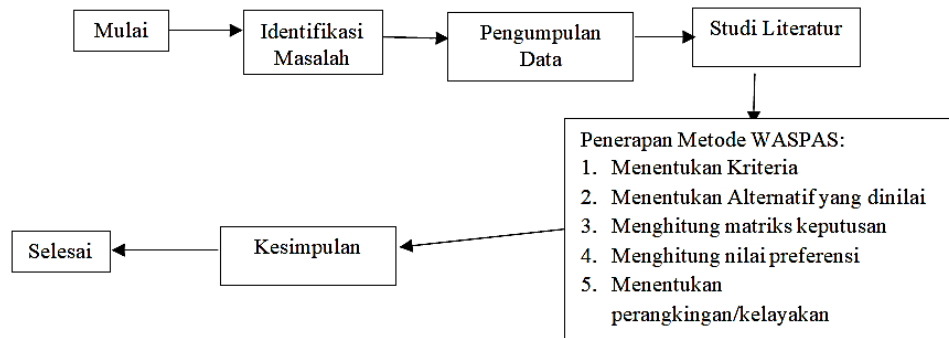 Mulai
Identifikasi
Masalah
Pengumpulan
Data
Studi Literatur
Penerapan Metode WASPAS:
1. Menentukan Kriteria
2. Menentukan Alternatif yang dinilai
3. Menghitung matriks keputusan
4. Menghitung nilai preferensi
5. Menentukan
perangkingan/kelayakan
Kesimpulan
Selesai